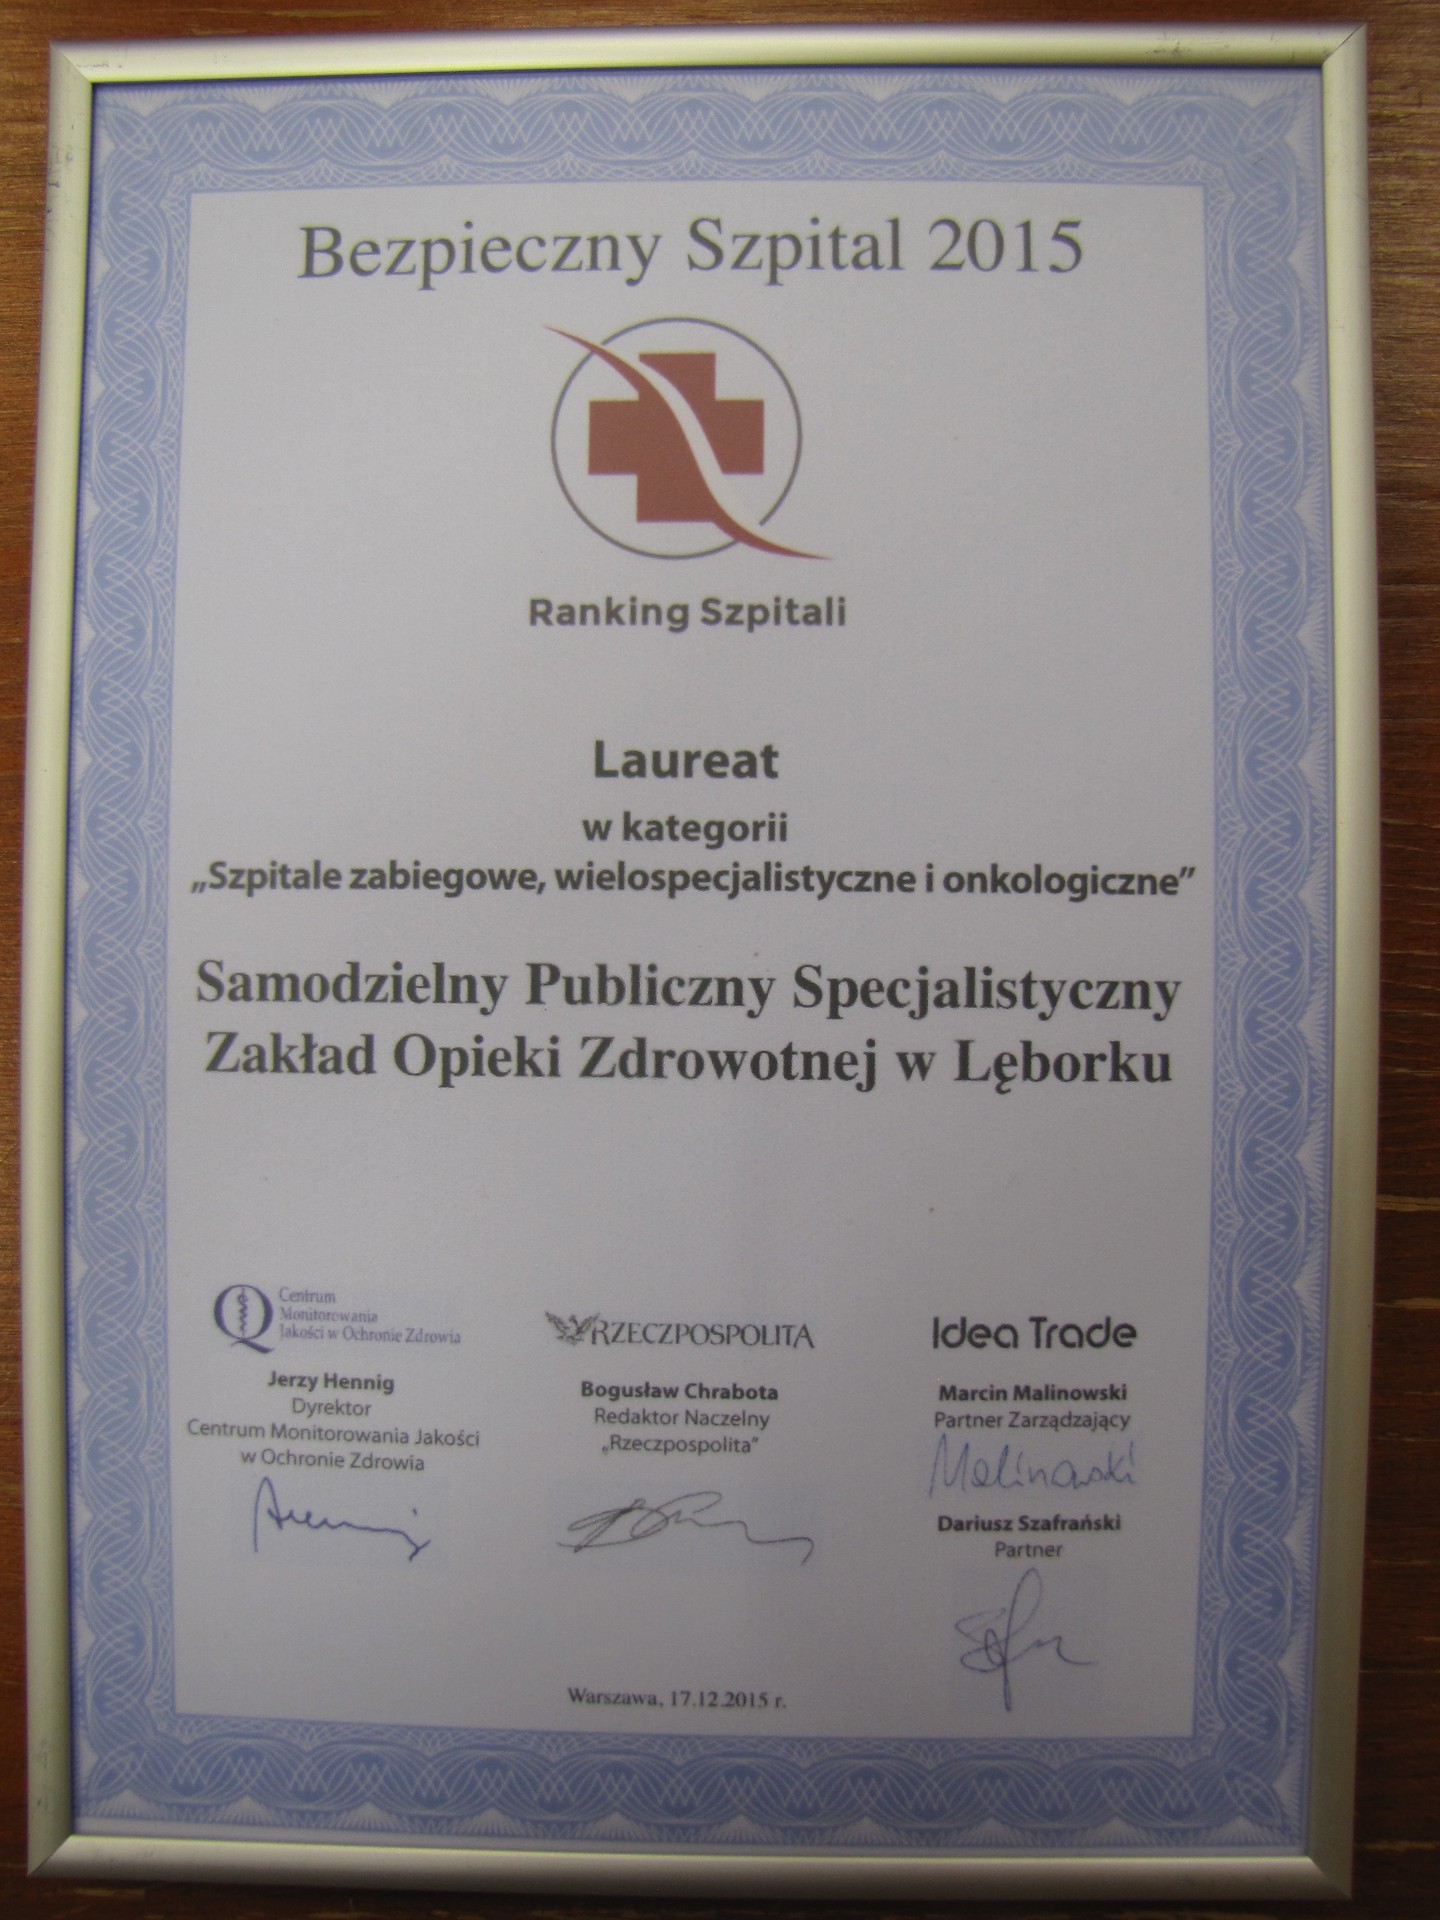 Bezpieczny Szpital 2015
Ranking Szpitali
Laureat
w kategorii
„Szpitale zabiegowe, wielospecjalistyczne i onkologiczne”
Samodzielny Publiczny Specjalistyczny
Zakład Opieki Zdrowotnej w Lęborku
Centrum
Monitorowania
Jakości w Ochronie Zdrowia
Jerzy Hennig
Dyrektor
Centrum Monitorowania Jakości
w Ochronie Zdrowia
RZECZPOSPOLITA
Bogusław Chrabota
Redaktor Naczelny
„Rzeczpospolita”
Idea Trade
Marcin Malinowski
Partner Zarządzający
Malinowski
Dariusz Szafrański
Partner
Warszawa, 17.12.2015 r.